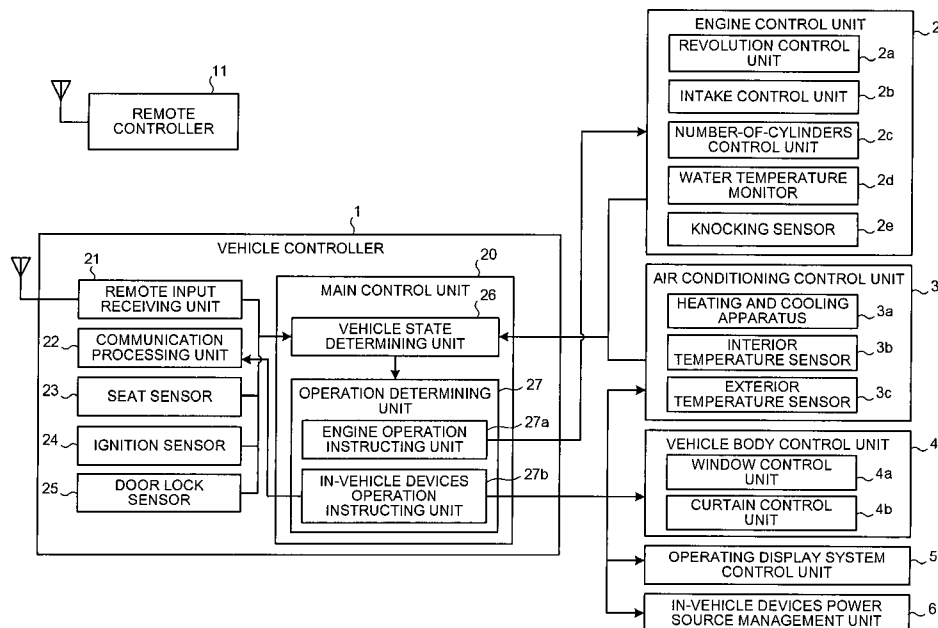 11
REMOTE
CONTROLLER
1
VEHICLE CONTROLLER
21
REMOTE INPUT
RECEIVING UNIT
22
COMMUNICATION
PROCESSING UNIT
23
SEAT SENSOR
24
IGNITION SENSOR
25
DOOR LOCK
SENSOR
20
MAIN CONTROL UNIT
26
VEHICLE STATE
DETERMINING UNIT
27
OPERATION DETERMINING
UNIT
27a
ENGINE OPERATION
INSTRUCTING UNIT
27b
IN-VEHICLE DEVICES
OPERATION
INSTRUCTING UNIT
ENGINE CONTROL UNIT
2
REVOLUTION CONTROL
UNIT
2a
INTAKE CONTROL UNIT
2b
NUMBER-OF-CYLINDERS
CONTROL UNIT
2c
WATER TEMPERATURE
MONITOR
2d
KNOCKING SENSOR
2e
AIR CONDITIONING CONTROL UNIT
3
HEATING AND COOLING
APPARATUS
3a
INTERIOR
TEMPERATURE SENSOR
3b
EXTERIOR
TEMPERATURE SENSOR
3c
VEHICLE BODY CONTROL UNIT
4
WINDOW CONTROL
UNIT
4a
CURTAIN CONTROL
UNIT
4b
OPERATING DISPLAY SYSTEM
CONTROL UNIT
5
IN-VEHICLE DEVICES POWER
SOURCE MANAGEMENT UNIT
6